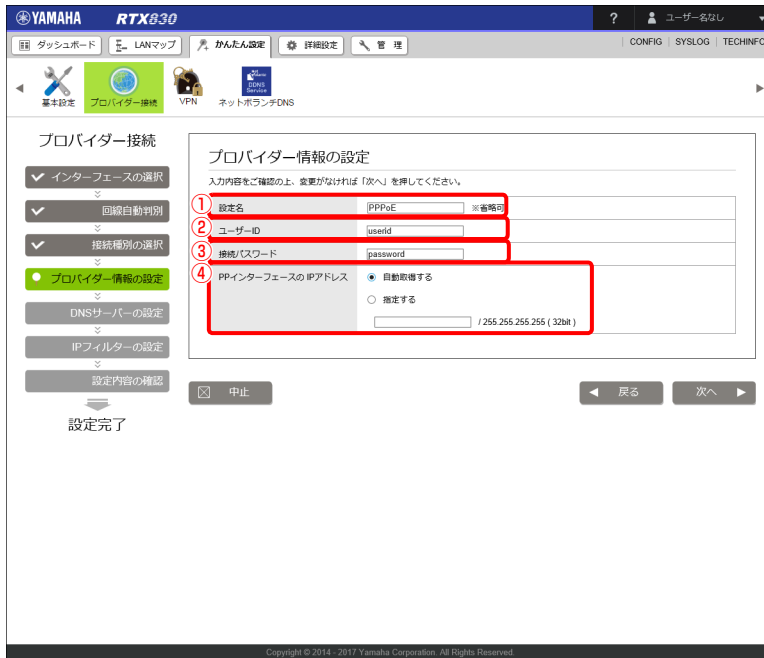 YAMAHA RTX830 ? ユーザー名なし
ダッシュボード LANマップ かんたん設定 詳細設定 管 理 CONFIG SYSLOG TECHINFO
基本設定 プロバイダー接続 VPN DDNS Service ネットボランチDNS
プロバイダー接続
インターフェースの選択
回線自動判別
接続種別の選択
プロバイダー情報の設定
DNSサーバーの設定
IPフィルターの設定
設定内容の確認
設定完了
プロバイダー情報の設定
入力内容をご確認の上、変更がなければ「次へ」を押してください。
① 設定名 PPPoE ※省略可
② ユーザーID userid
③ 接続パスワード password
④ PPインターフェースの IPアドレス 自動取得する
指定する
/ 255.255.255.255 ( 32bit )
中止 戻る 次へ
Copyright © 2014 - 2017 Yamaha Corporation. All Rights Reserved.